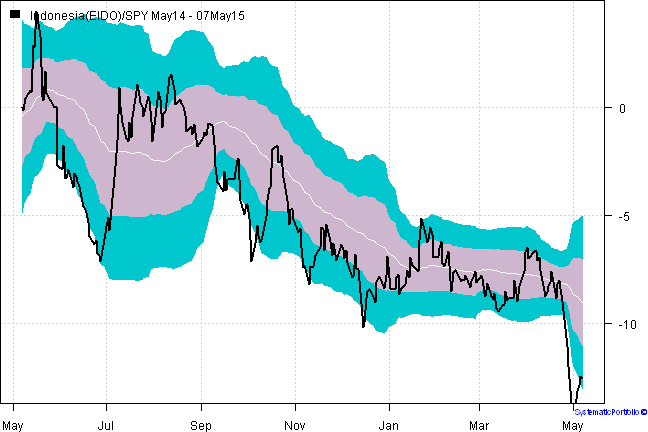 Indonesia(EIDO)/SPY May14 - 07May15
0
-5
-10
May Jul Sep Nov Jan Mar May
SystematicPortfolio ©